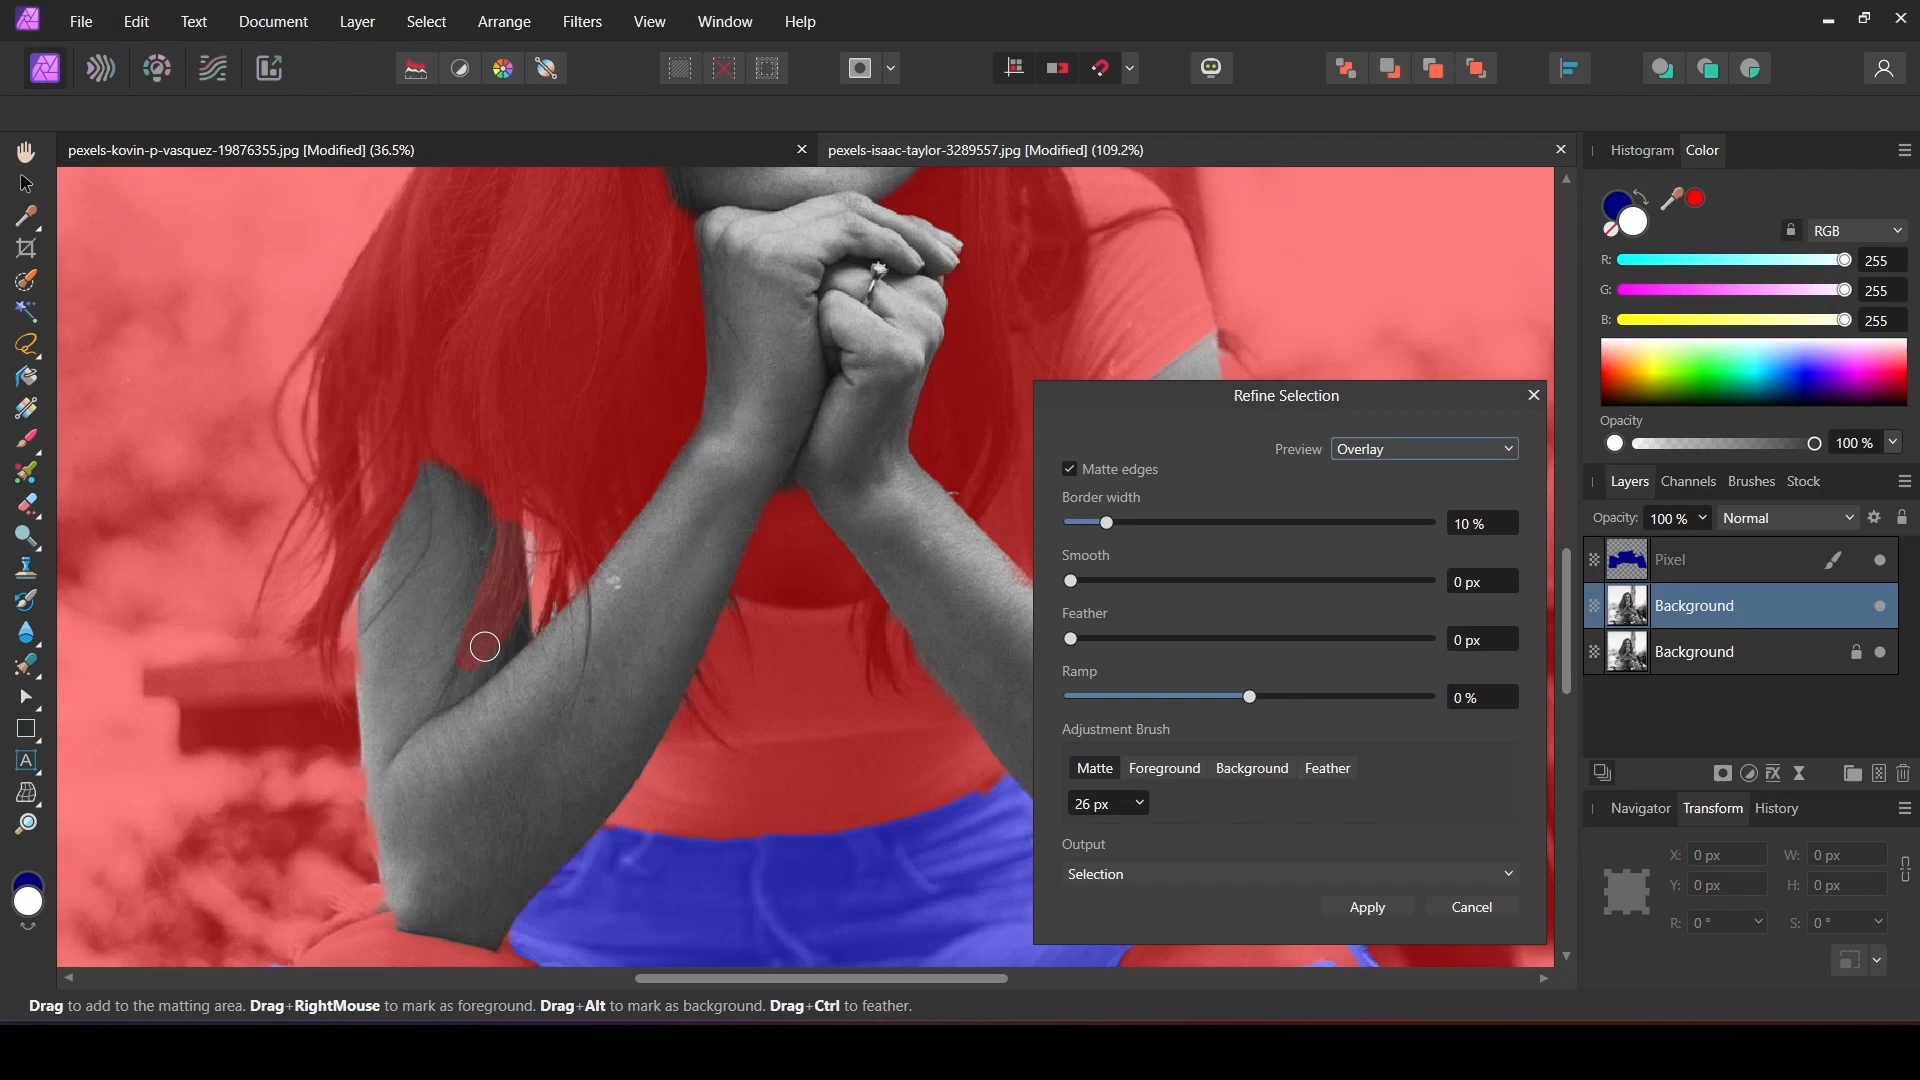 File Edit Text Document Layer Select Arrange Filters View Window Help
pexels-kovin-p-vasquez-19876355.jpg [Modified] (36.5%)
pexels-isaac-taylor-3289557.jpg [Modified] (109.2%)
Histogram Color
RGB
R: 255
G: 255
B: 255
Opacity
100 %
Layers Channels Brushes Stock
Opacity: 100 % Normal
Pixel
Background
Background
Navigator Transform History
X: 0 px W: 0 px
Y: 0 px H: 0 px
R: 0 ° S: 0 °
Refine Selection
Preview Overlay
Matte edges
Border width
10 %
Smooth
0 px
Feather
0 px
Ramp
0 %
Adjustment Brush
Matte Foreground Background Feather
26 px
Output
Selection
Apply Cancel
A
FX
Drag to add to the matting area. Drag+RightMouse to mark as foreground. Drag+Alt to mark as background. Drag+Ctrl to feather.